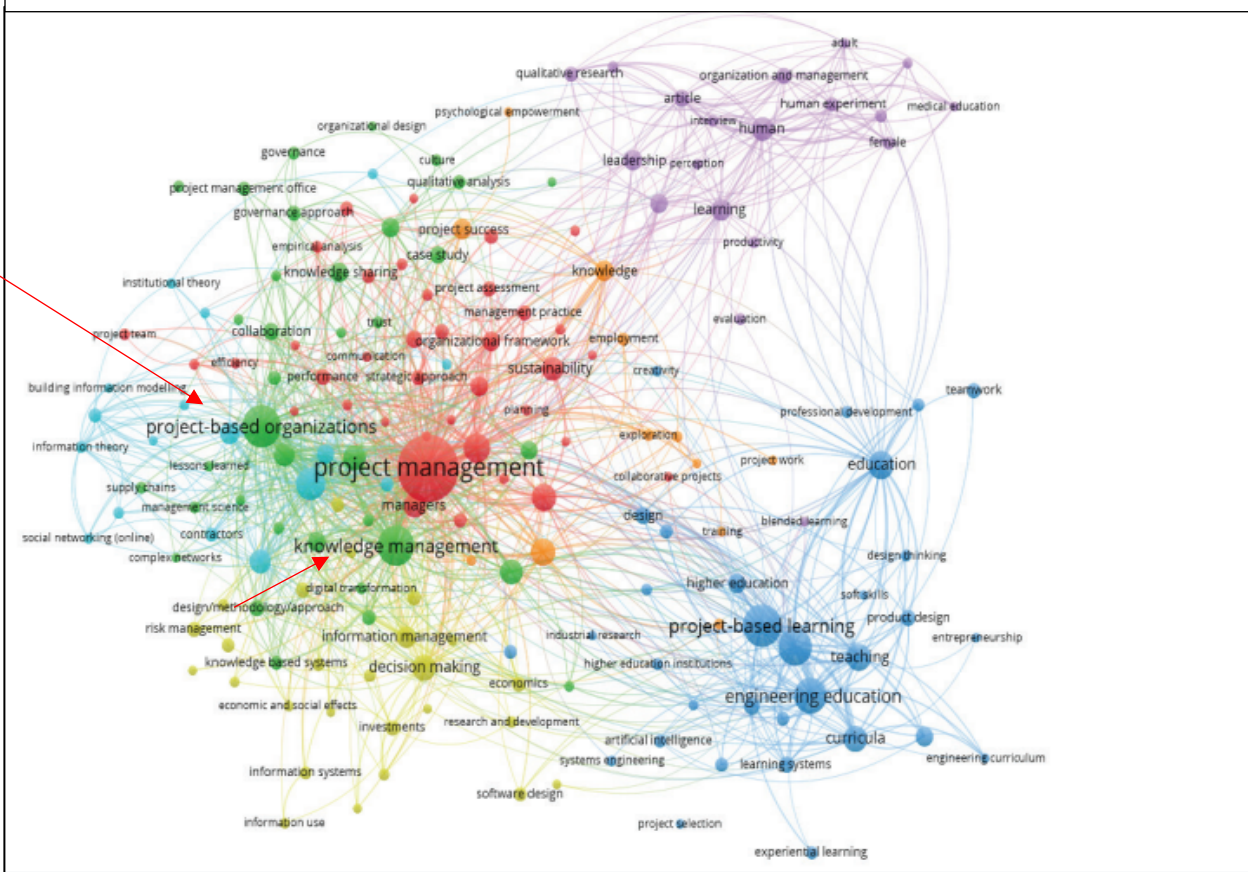 adult
qualitative research
organization and management
article
human experiment
medical education
psychological empowerment
interview
human
organizational design
female
governance
culture
leadership
perception
project management office
qualitative analysis
governance approach
learning
project success
empirical analysis
productivity
case study
knowledge sharing
knowledge
institutional theory
project assessment
management practice
evaluation
project team
collaboration
trust
organizational framework
employment
communication
efficiency
sustainability
creativity
performance
strategic approach
building information modelling
teamwork
planning
professional development
project-based organizations
information theory
exploration
lessons learned
project management
project work
education
collaborative projects
supply chains
management science
managers
design
blended learning
social networking (online)
contractors
training
knowledge management
complex networks
design thinking
digital transformation
higher education
design/methodology/approach
soft skills
risk management
project-based learning
product design
information management
industrial research
entrepreneurship
knowledge based systems
decision making
higher education institutions
teaching
economics
economic and social effects
engineering education
investments
research and development
artificial intelligence
curricula
systems engineering
learning systems
engineering curriculum
information systems
software design
information use
project selection
experiential learning